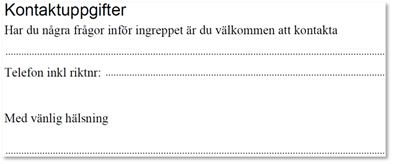 Kontaktuppgifter
Har du några frågor inför ingreppet är du välkommen att kontakta
................................................................................................
Telefon inkl riktnr: ......................................................................
Med vänlig hälsning
................................................................................................